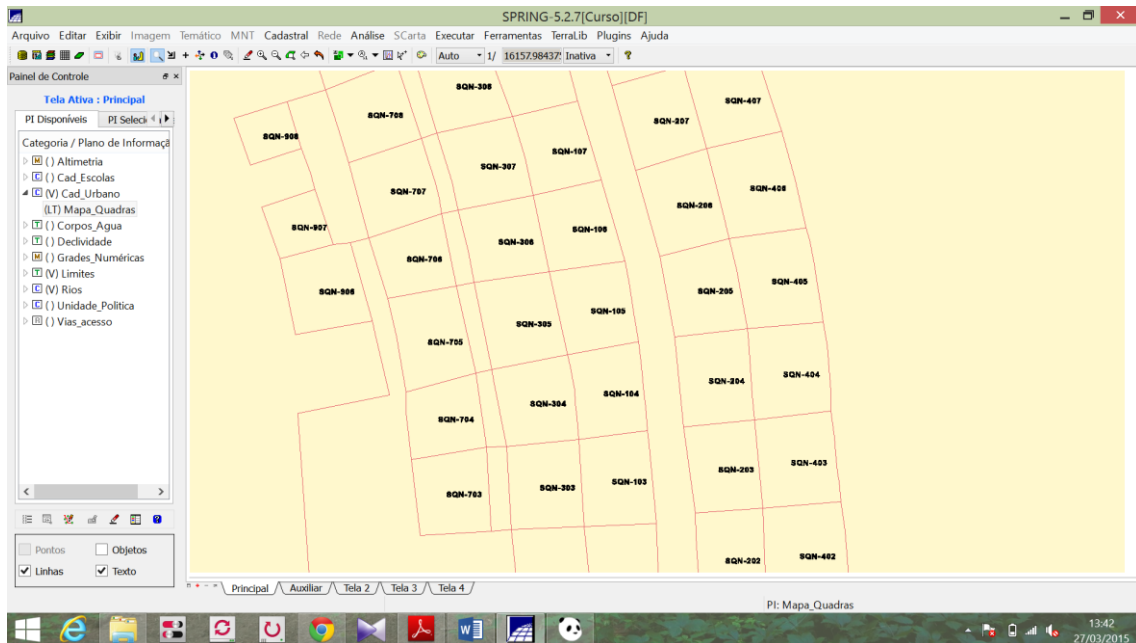 SPRING-5.2.7[Curso][DF]
Arquivo Editar Exibir Imagem Temático MNT Cadastral Rede Análise SCarta Executar Ferramentas TerraLib Plugins Ajuda
Auto 1/ 16157.98437: Inativa
Painel de Controle
Tela Ativa : Principal
PI Disponíveis PI Selecio
Categoria / Plano de Informaçã
M () Altimetria
C () Cad_Escolas
C (V) Cad_Urbano
(LT) Mapa_Quadras
T () Corpos_Agua
T () Declividade
M () Grades_Numéricas
T (V) Limites
C (V) Rios
C () Unidade_Politica
() Vias_acesso
Pontos Objetos
Linhas Texto
SQN-308
SQN-407
SQN-708
SQN-207
SQN-908
SQN-107
SQN-307
SQN-707
SQN-406
SQN-206
SQN-907
SQN-106
SQN-306
SQN-706
SQN-405
SQN-205
SQN-906
SQN-105
SQN-305
SQN-705
SQN-404
SQN-204
SQN-104
SQN-304
SQN-704
SQN-403
SQN-203
SQN-103
SQN-303
SQN-703
SQN-402
SQN-202
Principal Auxiliar Tela 2 Tela 3 Tela 4
PI: Mapa_Quadras
13:42
27/03/2015